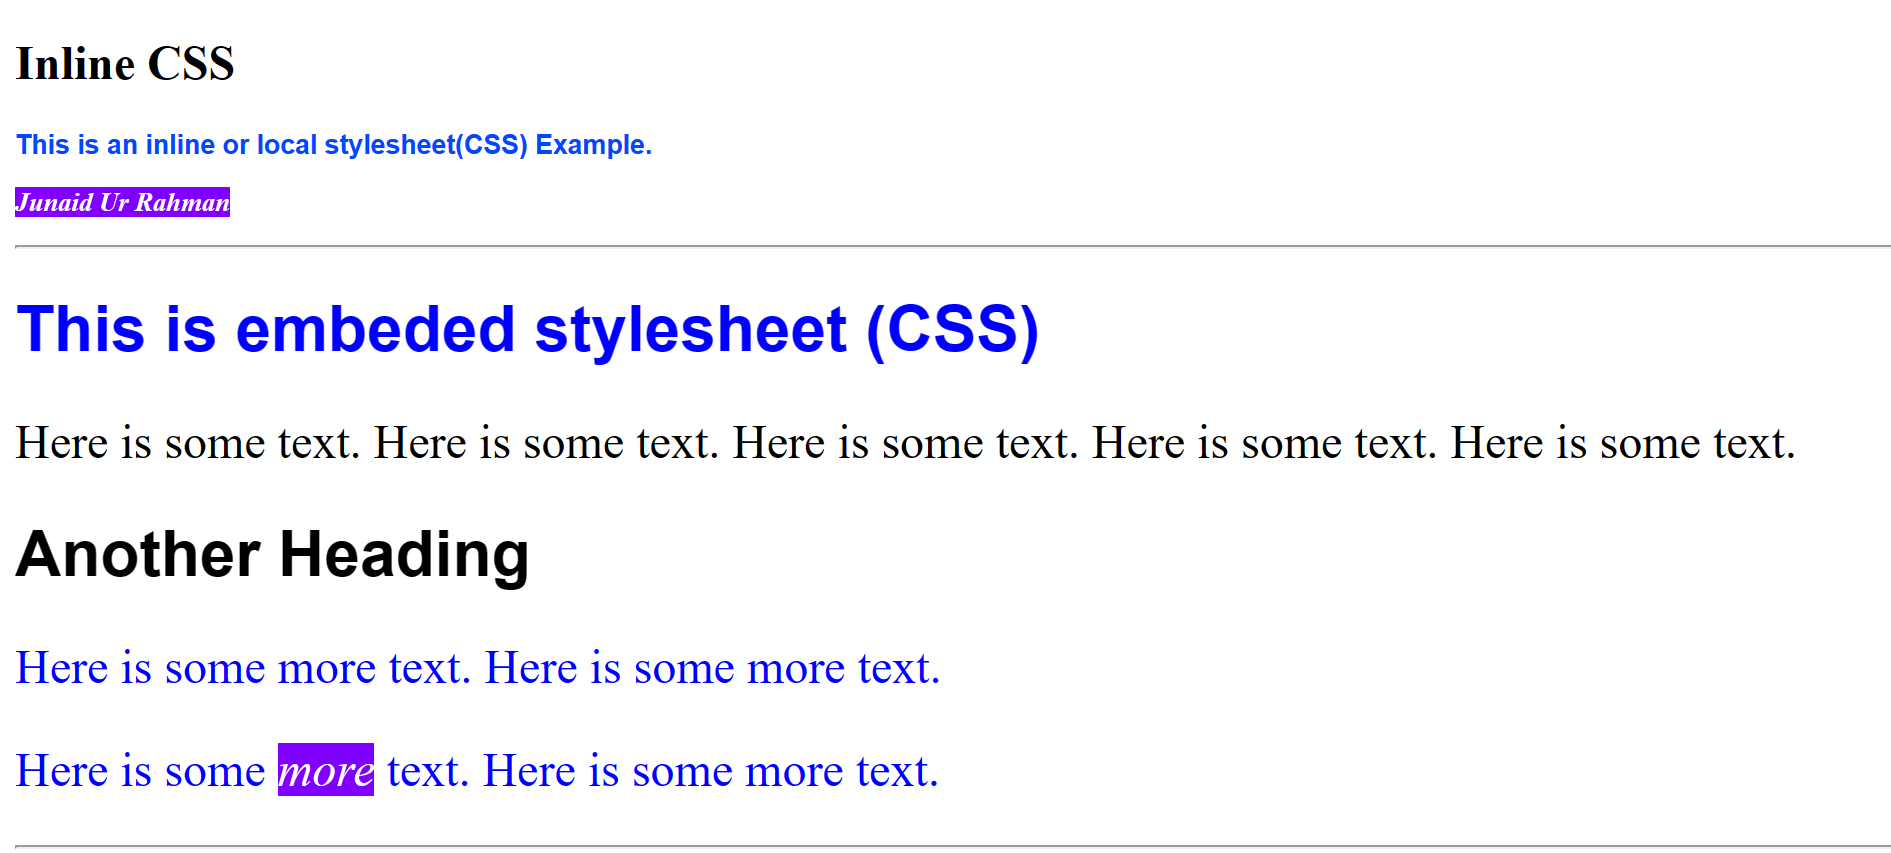 Inline CSS
This is an inline or local stylesheet(CSS) Example.
Junaid Ur Rahman
This is embeded stylesheet (CSS)
Here is some text. Here is some text. Here is some text. Here is some text. Here is some text.
Another Heading
Here is some more text. Here is some more text.
Here is some more text. Here is some more text.